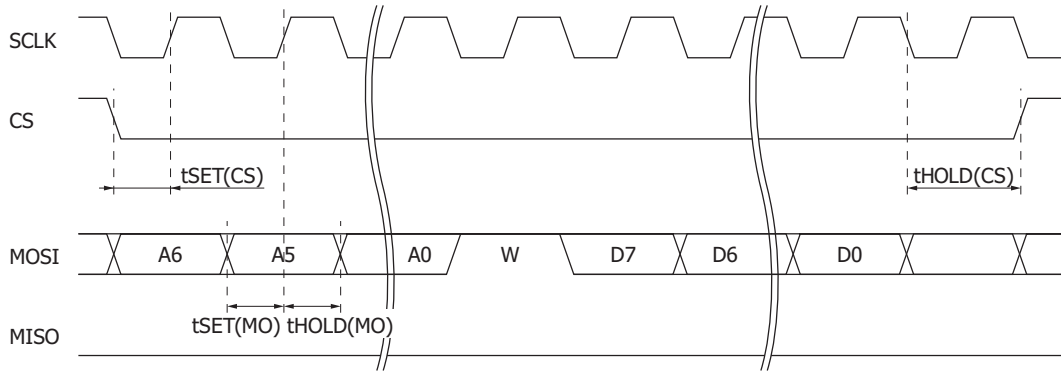 SCLK
CS
tSET(CS)
tHOLD(CS)
MOSI
A6 A5 A0 W D7 D6 D0
tSET(MO) tHOLD(MO)
MISO